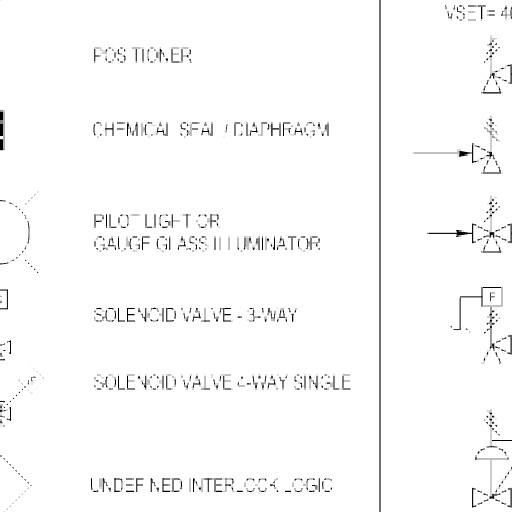 VSET= 40
POSITIONER
CHEMICAL SEAL / DIAPHRAGM
PILOT LIGHT OR
GAUGE GLASS ILLUMINATOR
F
SOLENOID VALVE - 3-WAY
SOLENOID VALVE 4-WAY SINGLE
UNDEFINED INTERLOCK LOGIC